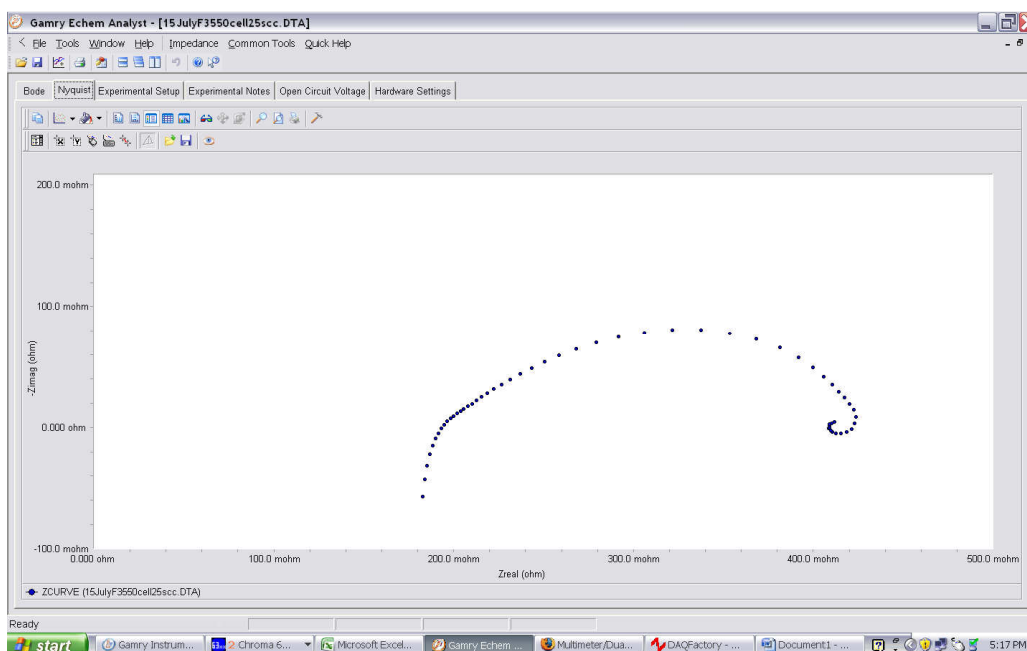 Gamry Echem Analyst - [15JulyF3550cell25scc.DTA]
File Tools Window Help Impedance Common Tools Quick Help
Bode Nyquist Experimental Setup Experimental Notes Open Circuit Voltage Hardware Settings
200.0 mohm
100.0 mohm
-Zimag (ohm)
0.000 ohm
-100.0 mohm
0.000 ohm 100.0 mohm 200.0 mohm 300.0 mohm 400.0 mohm 500.0 mohm
Zreal (ohm)
ZCURVE (15JulyF3550cell25scc.DTA)
Ready
start Gamry Instrum... 2 Chroma 6... Microsoft Excel... Gamry Echem ... Multimeter/Dua... DAQFactory - ... Document1 - ... 5:17 PM